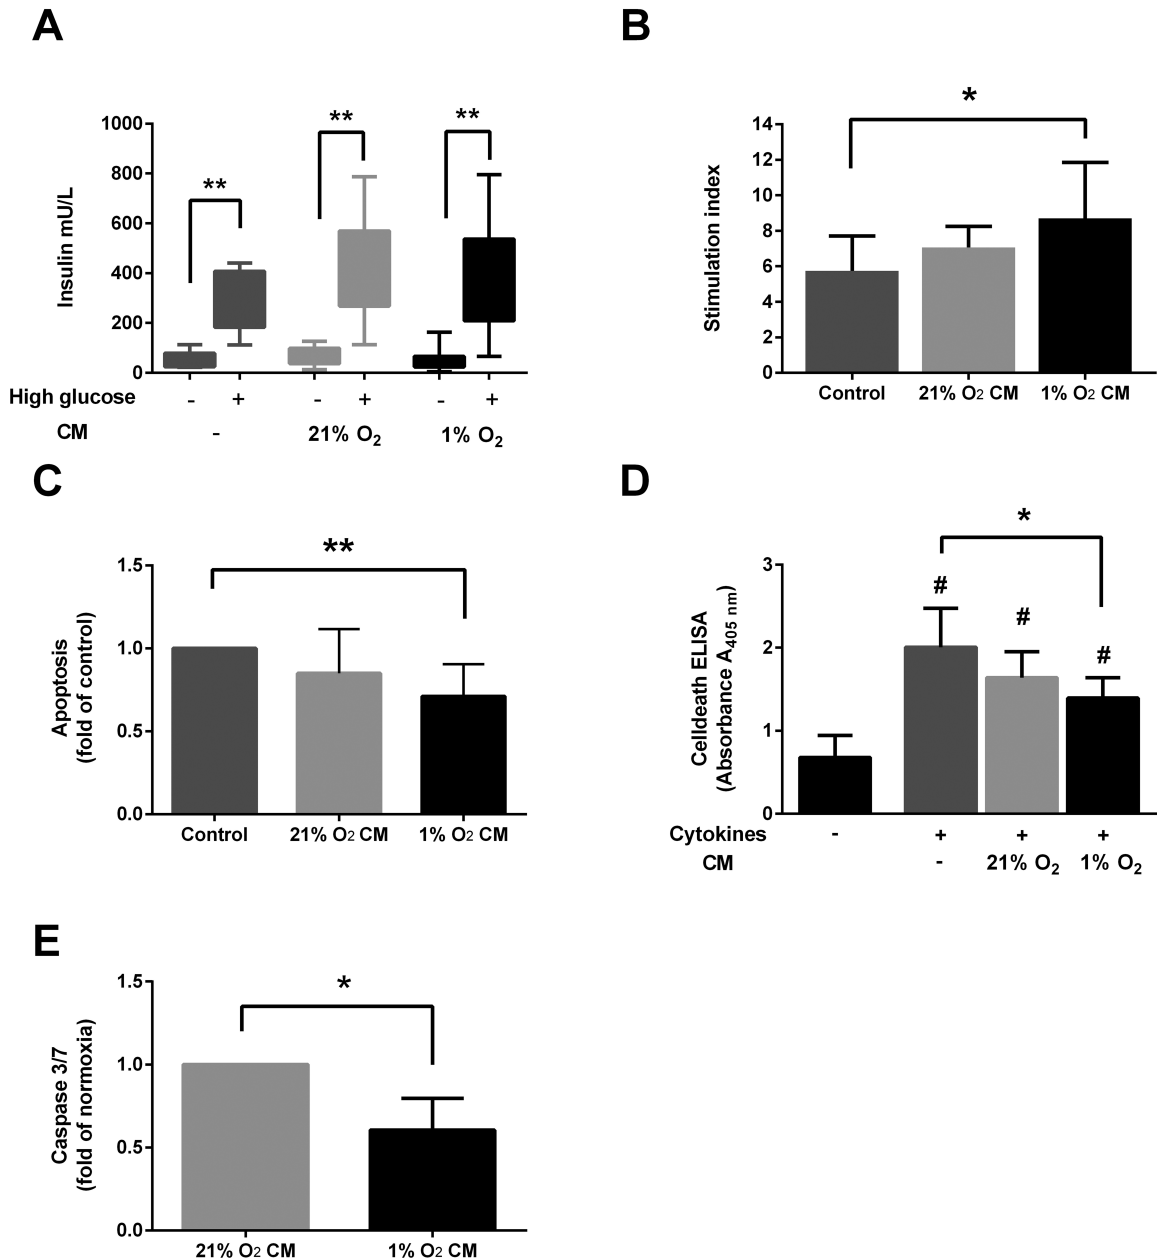 A
Insulin mU/L
1000
800
600
400
200
0
**
**
**
High glucose - + - + - +
CM - 21% O2 1% O2
B
Stimulation index
14
12
10
8
6
4
2
0
*
Control 21% O2 CM 1% O2 CM
C
Apoptosis
(fold of control)
1.5
1.0
0.5
0.0
**
Control 21% O2 CM 1% O2 CM
D
Celldeath ELISA
(Absorbance A405 nm)
3
2
1
0
*
#
#
#
Cytokines - + + +
CM - 21% O2 1% O2
E
Caspase 3/7
(fold of normoxia)
1.5
1.0
0.5
0.0
*
21% O2 CM 1% O2 CM